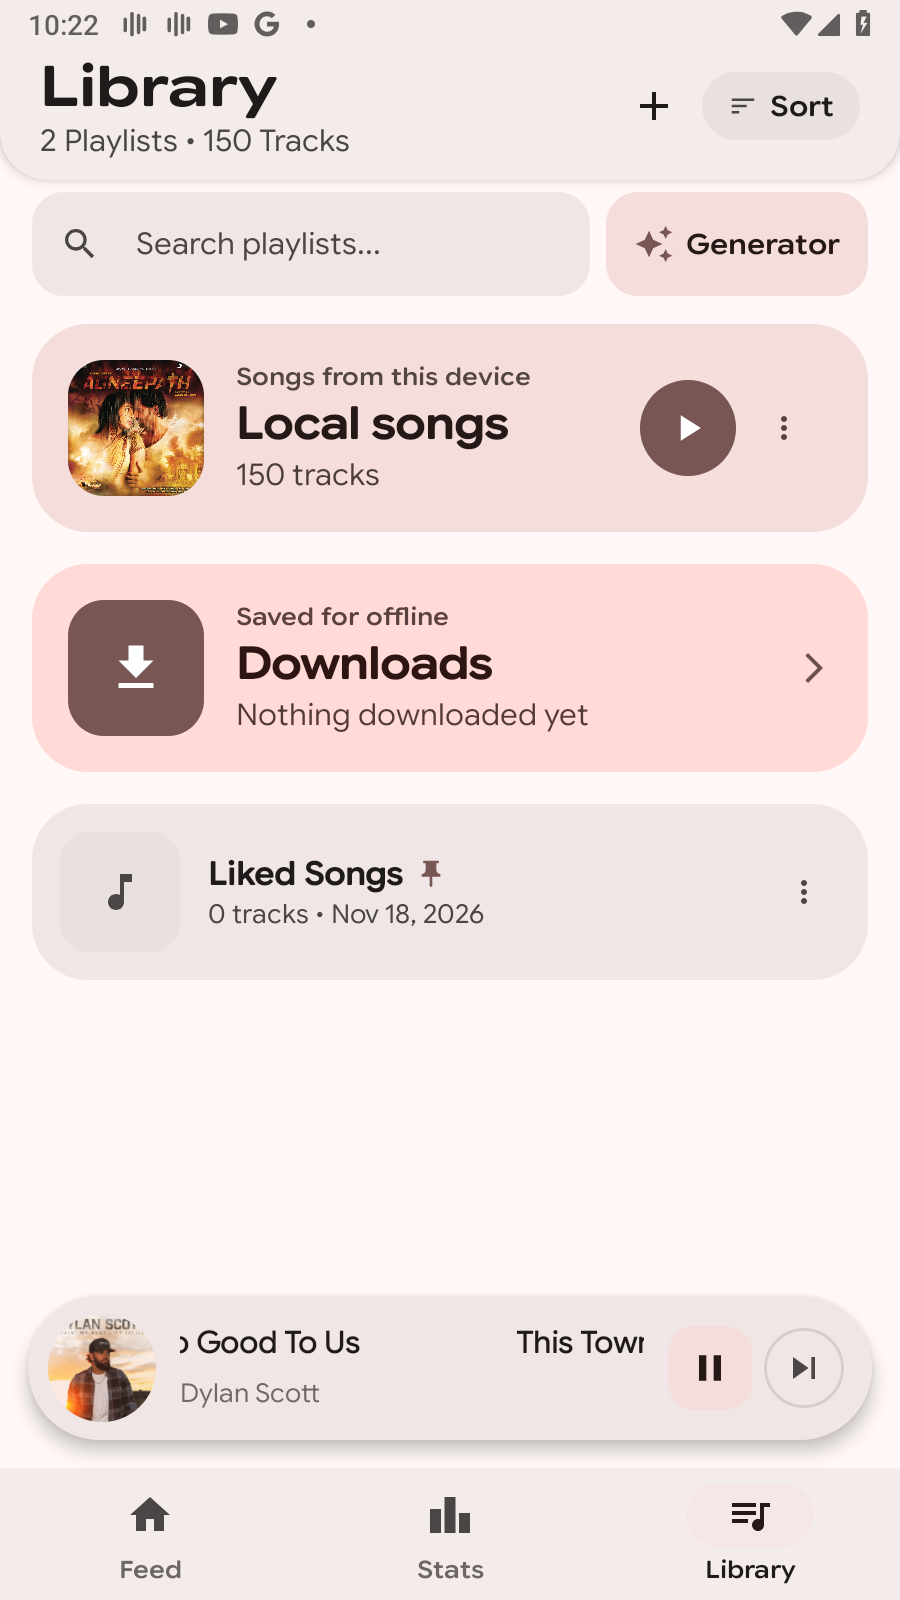 10:22
Library
2 Playlists • 150 Tracks
Sort
Search playlists...
Generator
AGNEEPATH
Songs from this device
Local songs
150 tracks
Saved for offline
Downloads
Nothing downloaded yet
Liked Songs
0 tracks • Nov 18, 2026
Good To Us
This Town
Dylan Scott
Feed
Stats
Library